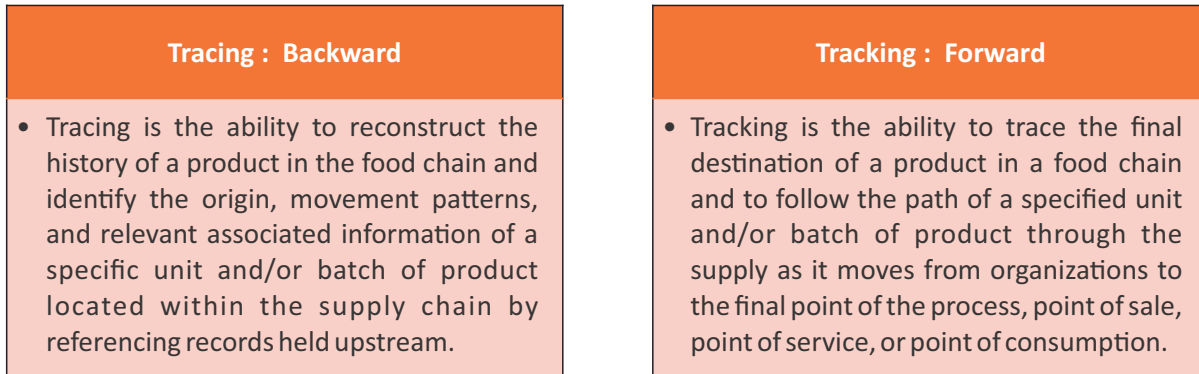 Tracing : Backward
• Tracing is the ability to reconstruct the
history of a product in the food chain and
identify the origin, movement patterns,
and relevant associated information of a
specific unit and/or batch of product
located within the supply chain by
referencing records held upstream.
Tracking : Forward
• Tracking is the ability to trace the final
destination of a product in a food chain
and to follow the path of a specified unit
and/or batch of product through the
supply as it moves from organizations to
the final point of the process, point of sale,
point of service, or point of consumption.